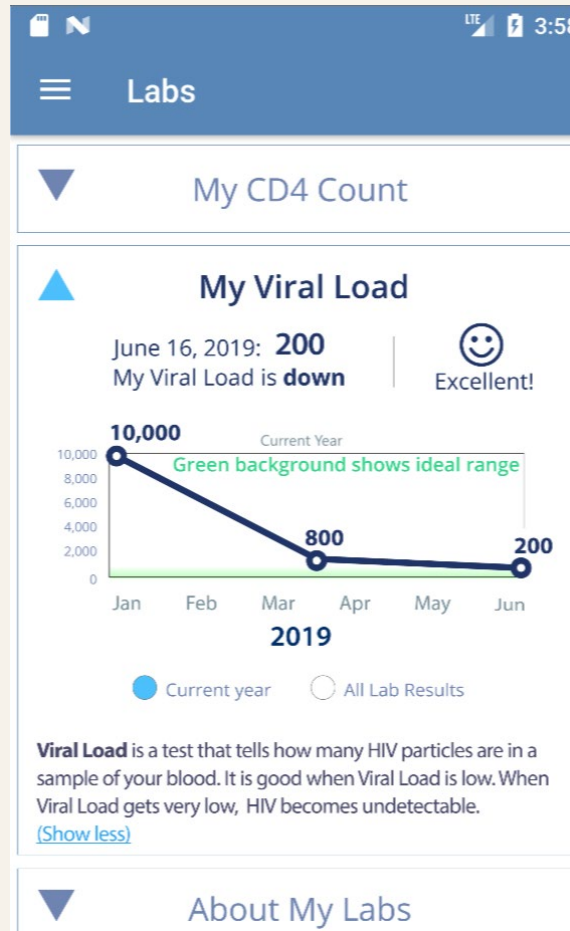 LTE 3:58
Labs
My CD4 Count
My Viral Load
June 16, 2019: 200
My Viral Load is down
Excellent!
10,000
Current Year
10,000
Green background shows ideal range
8,000
6,000
4,000
800
2,000
200
0
Jan Feb Mar Apr May Jun
2019
Current year All Lab Results
Viral Load is a test that tells how many HIV particles are in a
sample of your blood. It is good when Viral Load is low. When
Viral Load gets very low, HIV becomes undetectable.
(Show less)
About My Labs